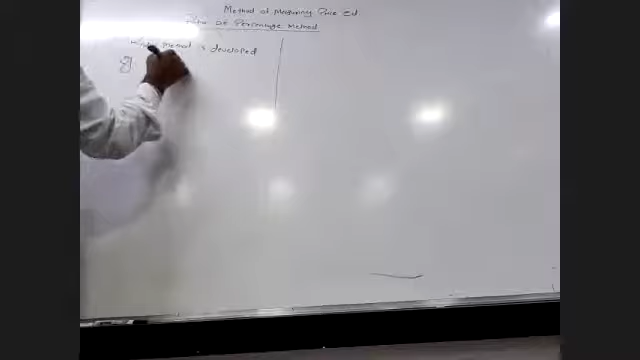 Method of Measuring Price Ed.
Ratio or Percentage Method
Method is developed